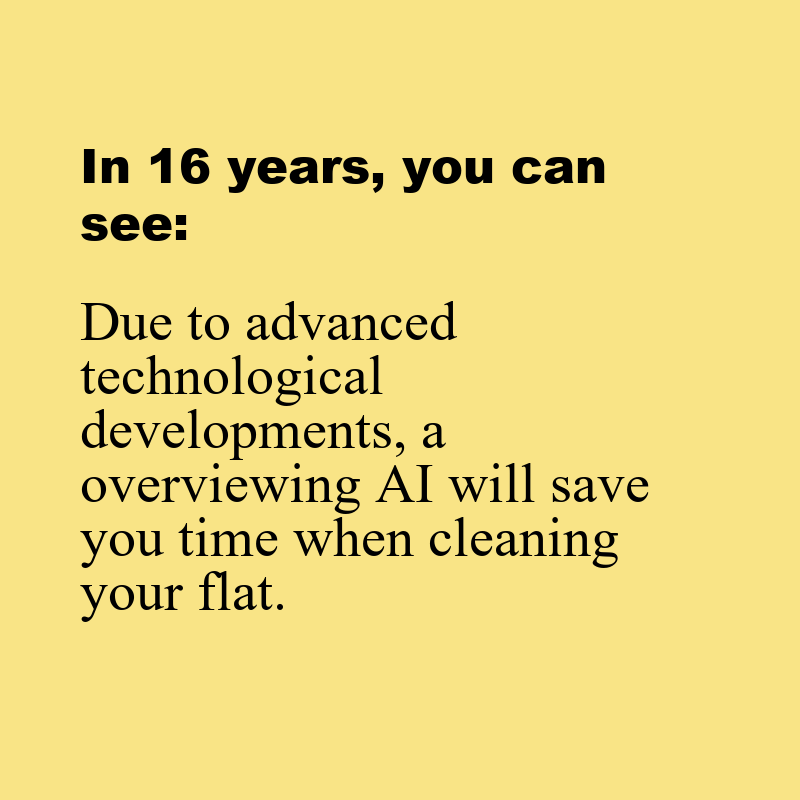 In 16 years, you can
see:
Due to advanced
technological
developments, a
overviewing AI will save
you time when cleaning
your flat.